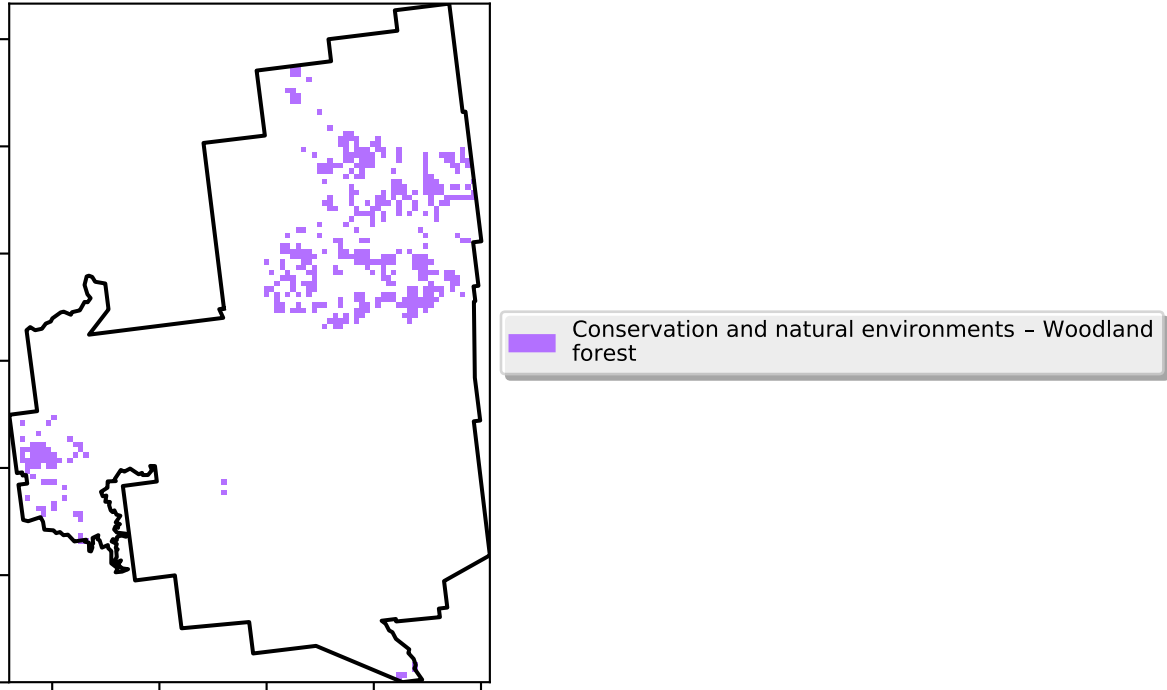 Conservation and natural environments – Woodland
forest